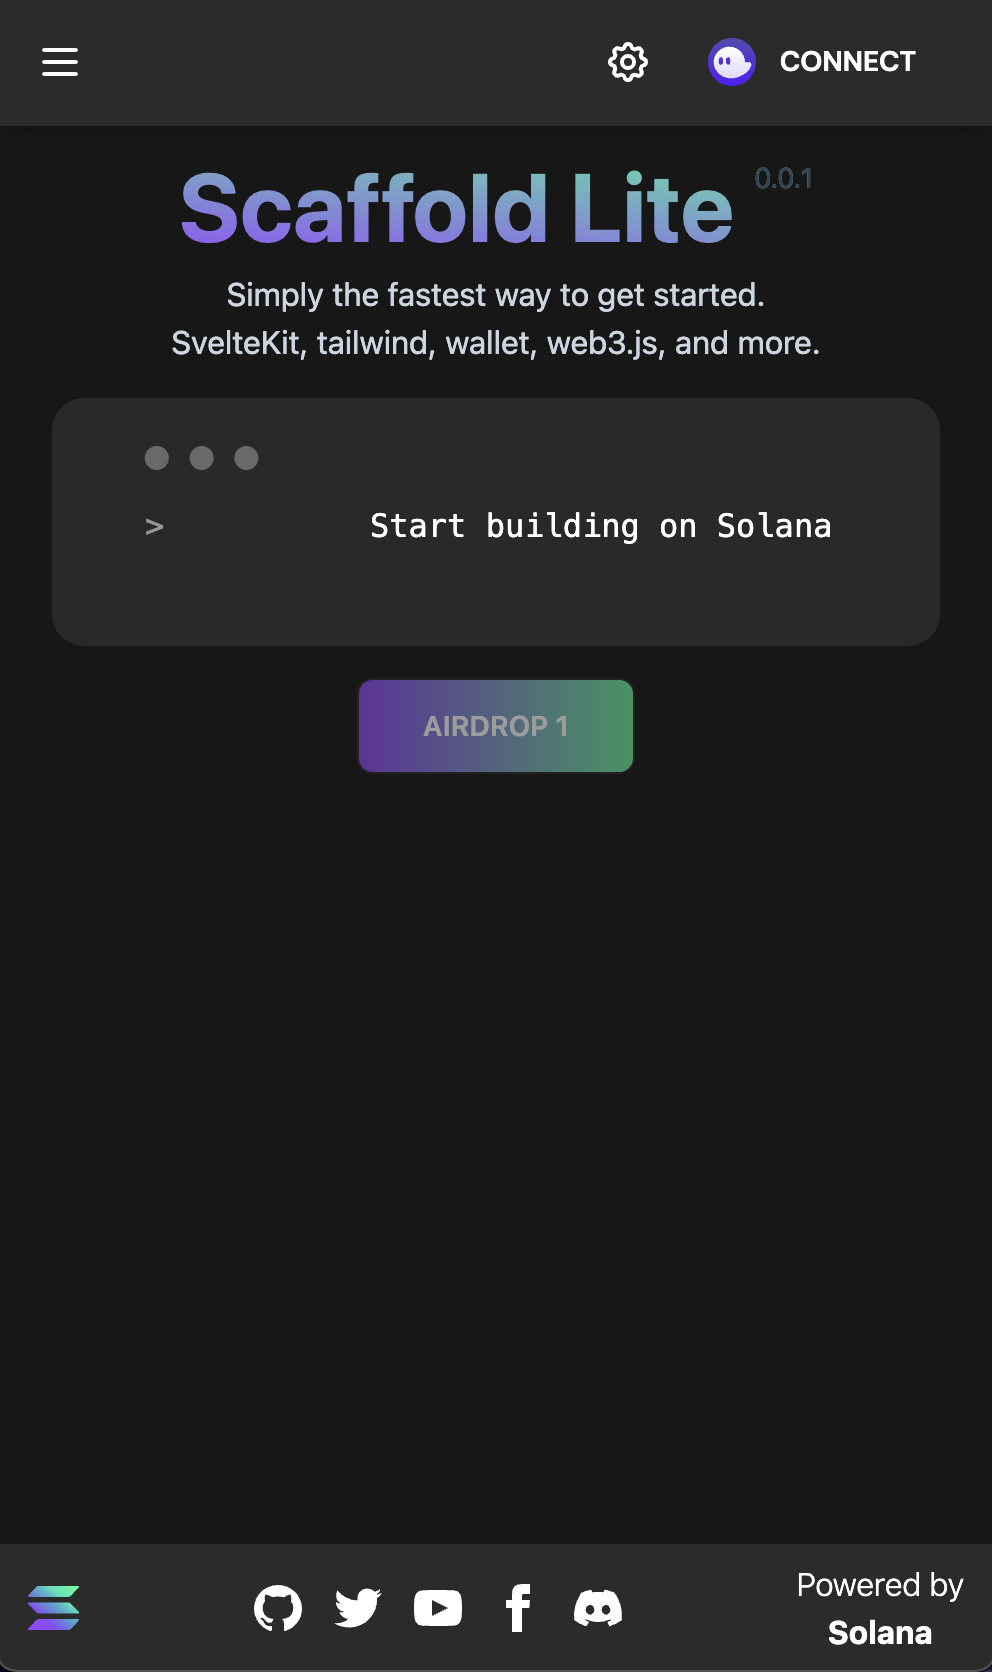 CONNECT
Scaffold Lite 0.0.1
Simply the fastest way to get started.
SvelteKit, tailwind, wallet, web3.js, and more.
> Start building on Solana
AIRDROP 1
Powered by
Solana